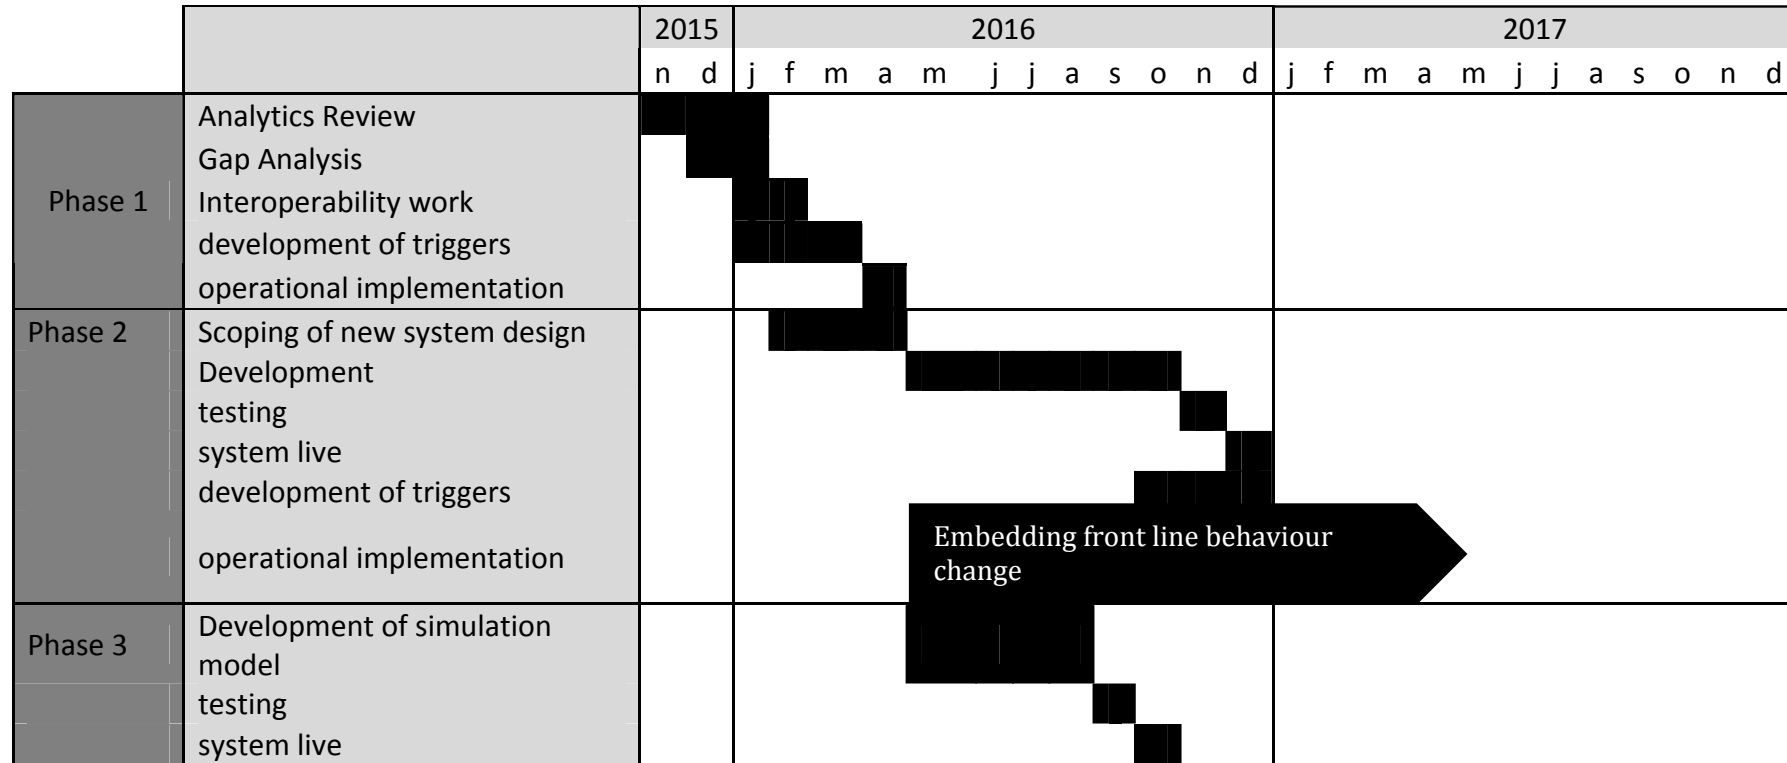 2015 2016 2017
n d j f m a m j j a s o n d j f m a m j j a s o n d
Analytics Review
Gap Analysis
Phase 1 Interoperability work
development of triggers
operational implementation
Phase 2 Scoping of new system design
Development
testing
system live
development of triggers
operational implementation
Embedding front line behaviour
change
Phase 3
Development of simulation
model
testing
system live